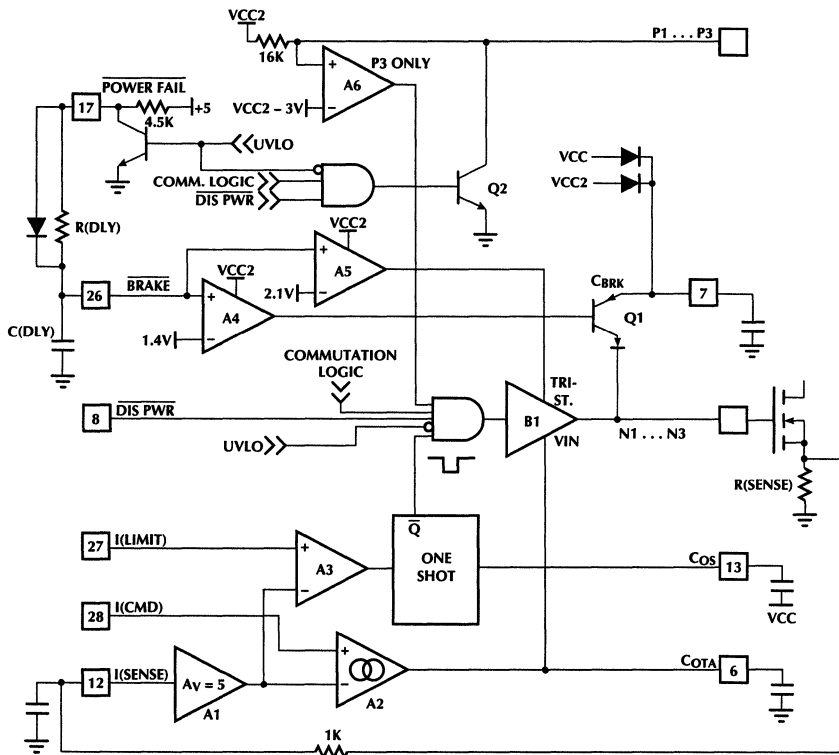 VCC2
16K
P1 . . . P3
P3 ONLY
+
A6
VCC2 – 3V
–
POWER FAIL
17
+5
4.5K
UVLO
COMM. LOGIC
DIS PWR
Q2
VCC
VCC2
R(DLY)
VCC2
+
A5
2.1V
–
26
BRAKE
VCC2
+
A4
1.4V
–
CBRK
7
Q1
C(DLY)
COMMUTATION
LOGIC
TRI-
ST.
8
DIS PWR
B1
VIN
N1 . . . N3
UVLO
R(SENSE)
Q
ONE
SHOT
27
I(LIMIT)
+
A3
–
COS
13
VCC
28
I(CMD)
+
A2
–
COTA
6
12
I(SENSE)
AV = 5
A1
1K